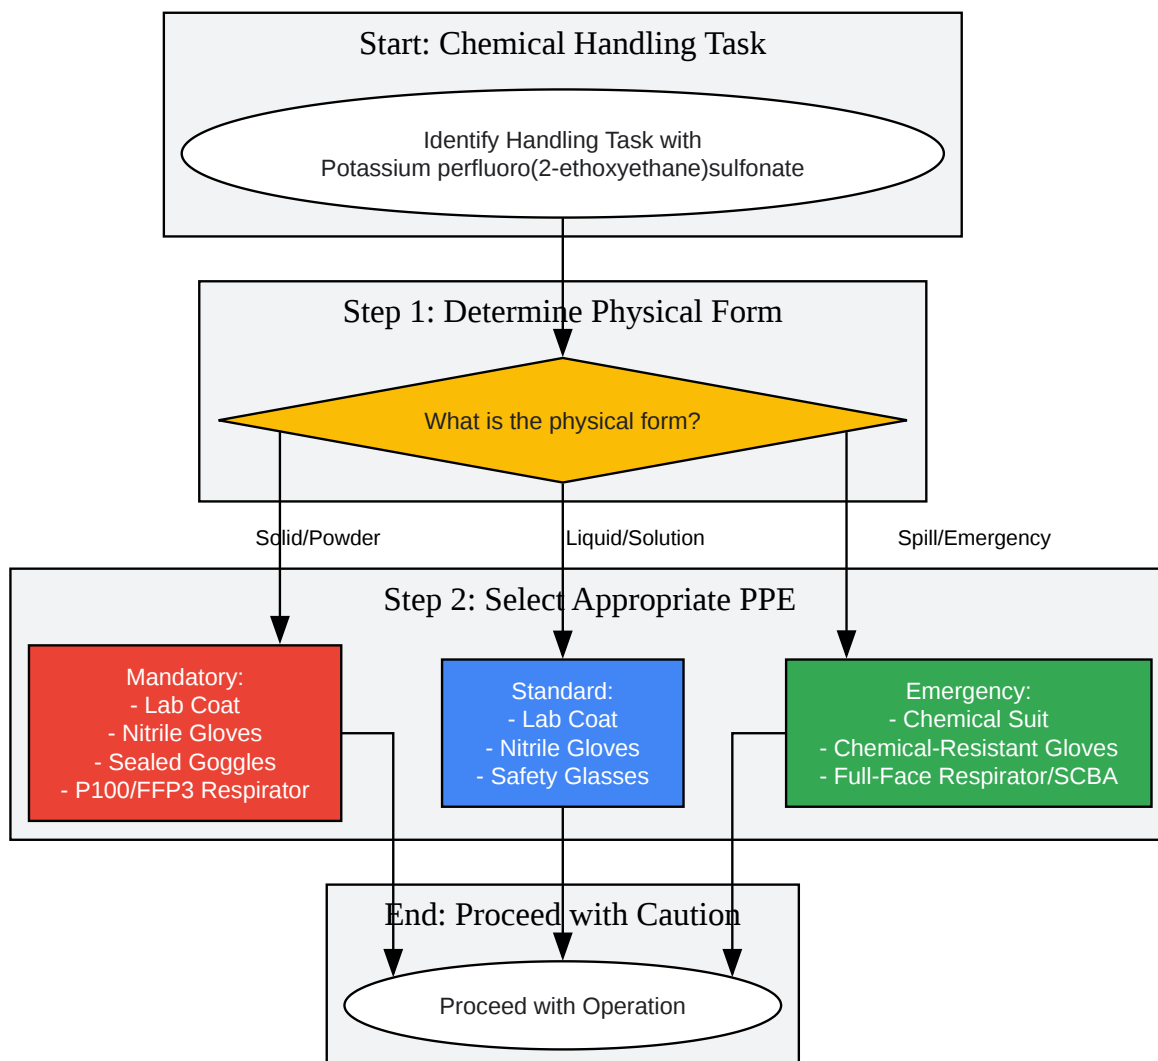 Start: Chemical Handling Task
Identify Handling Task with
Potassium perfluoro(2-ethoxyethane)sulfonate
Step 1: Determine Physical Form
What is the physical form?
Solid/Powder
Liquid/Solution
Spill/Emergency
Step 2: Select Appropriate PPE
Mandatory:
- Lab Coat
- Nitrile Gloves
- Sealed Goggles
- P100/FFP3 Respirator
Standard:
- Lab Coat
- Nitrile Gloves
- Safety Glasses
Emergency:
- Chemical Suit
- Chemical-Resistant Gloves
- Full-Face Respirator/SCBA
End: Proceed with Caution
Proceed with Operation